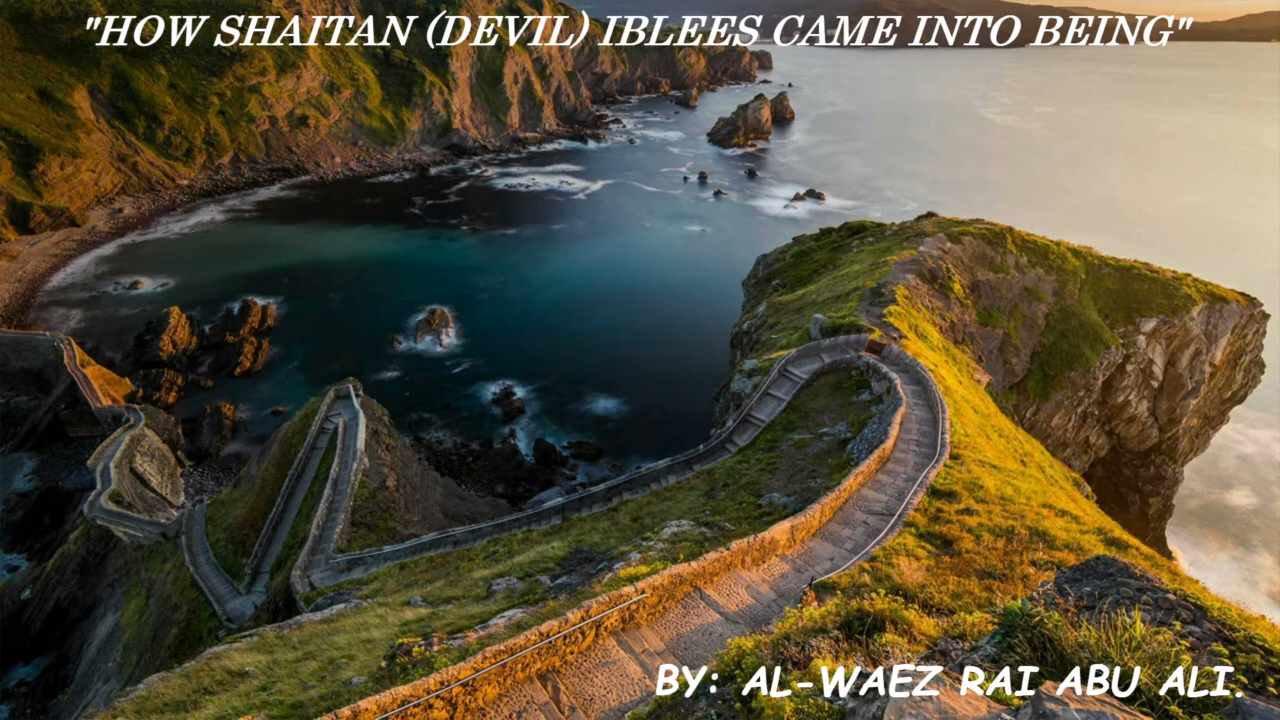 "HOW SHAITAN (DEVIL) IBLEES CAME INTO BEING"
BY: AL-WAEZ RAI ABU ALI.